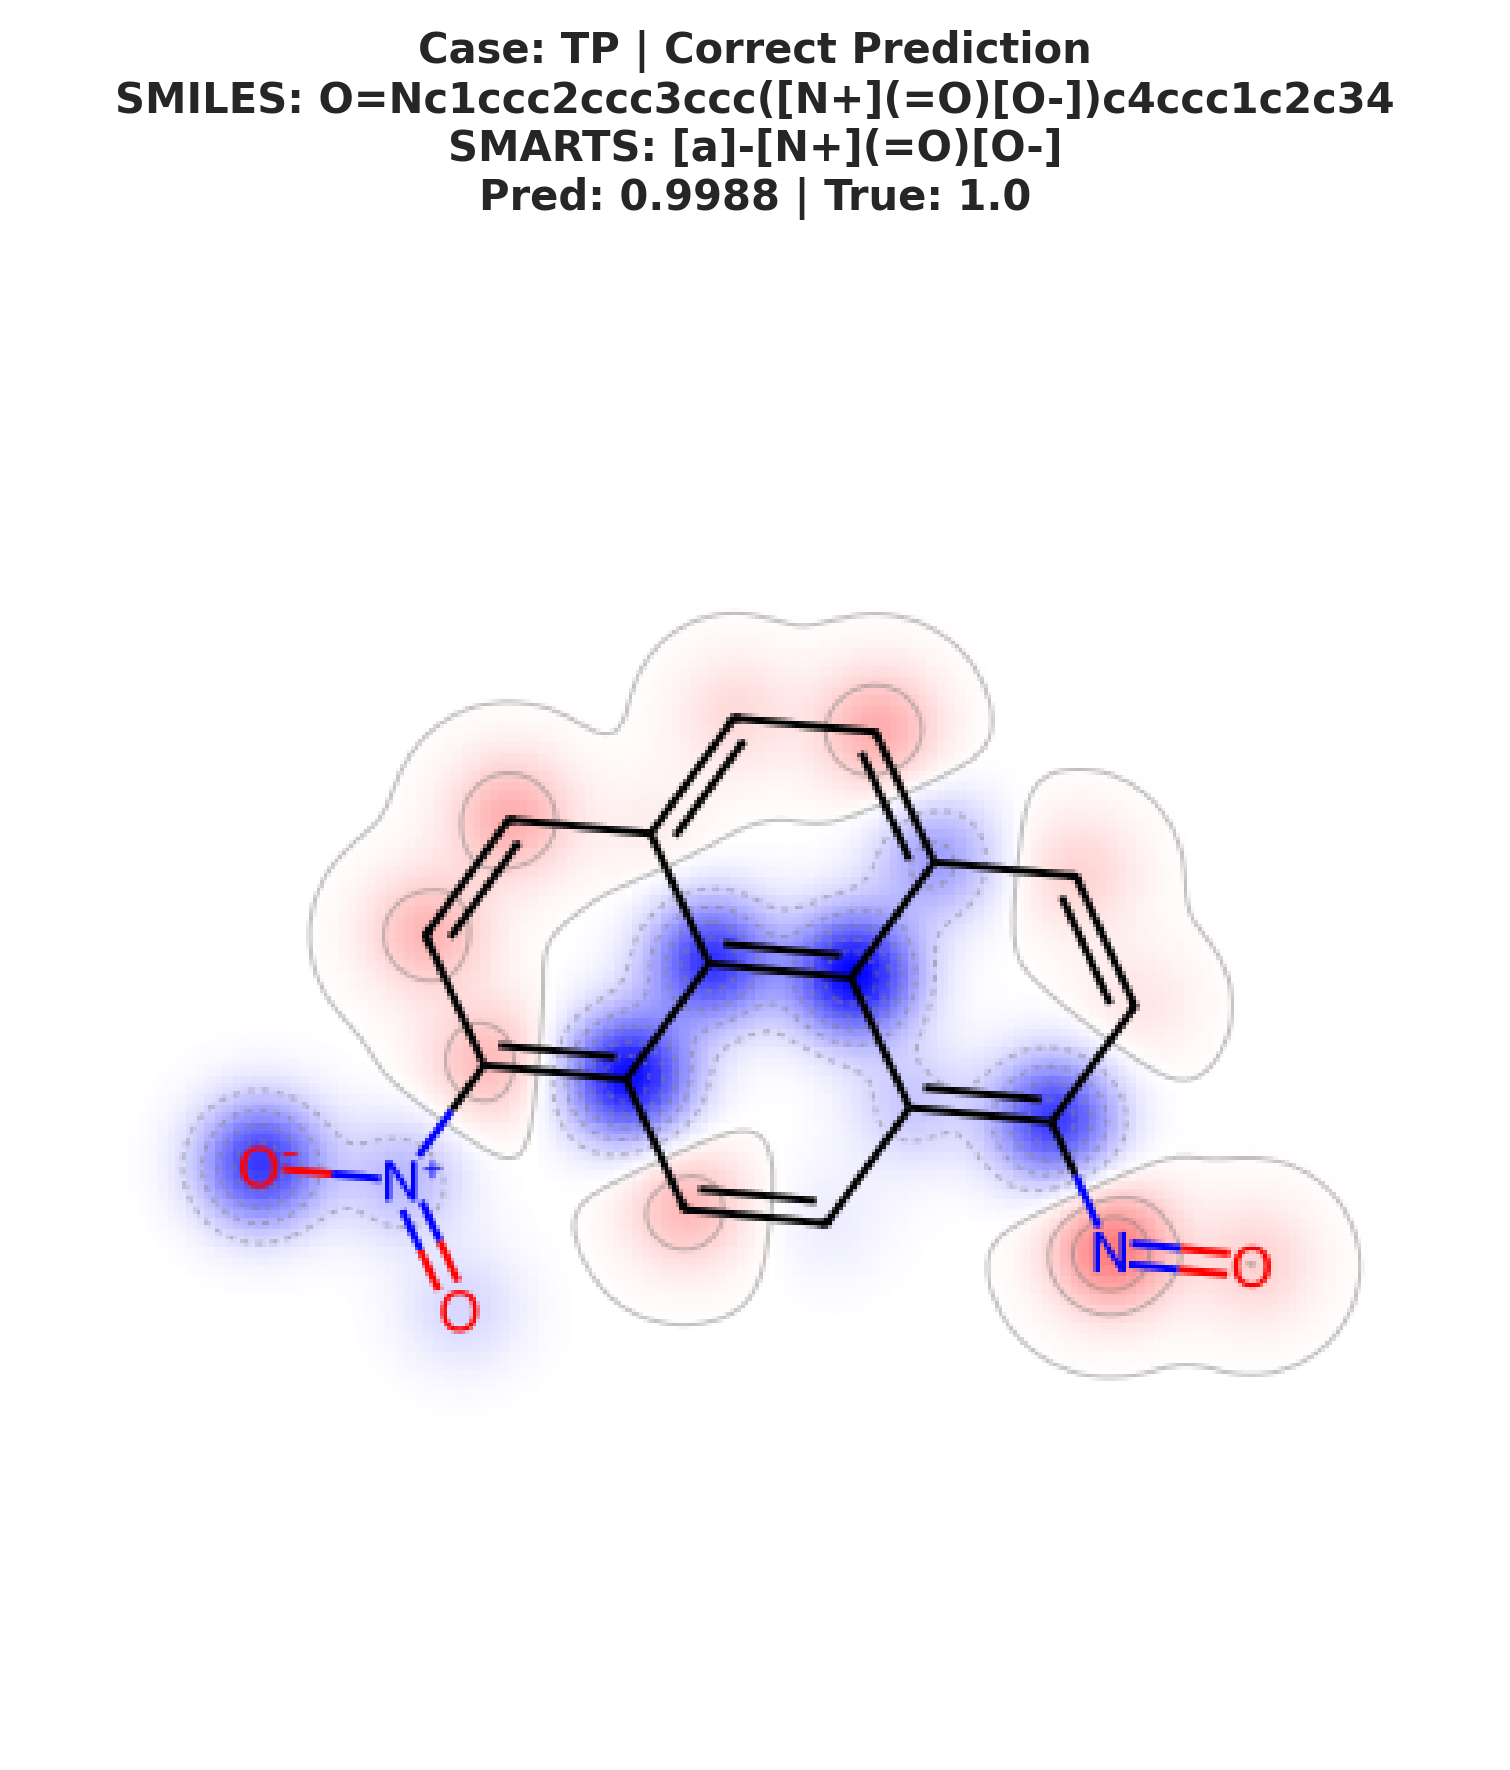 Case: TP | Correct Prediction
SMILES: O=Nc1ccc2ccc3ccc([N+](=O)[O-])c4ccc1c2c34
SMARTS: [a]-[N+](=O)[O-]
Pred: 0.9988 | True: 1.0
O⁻ N⁺
N O
O